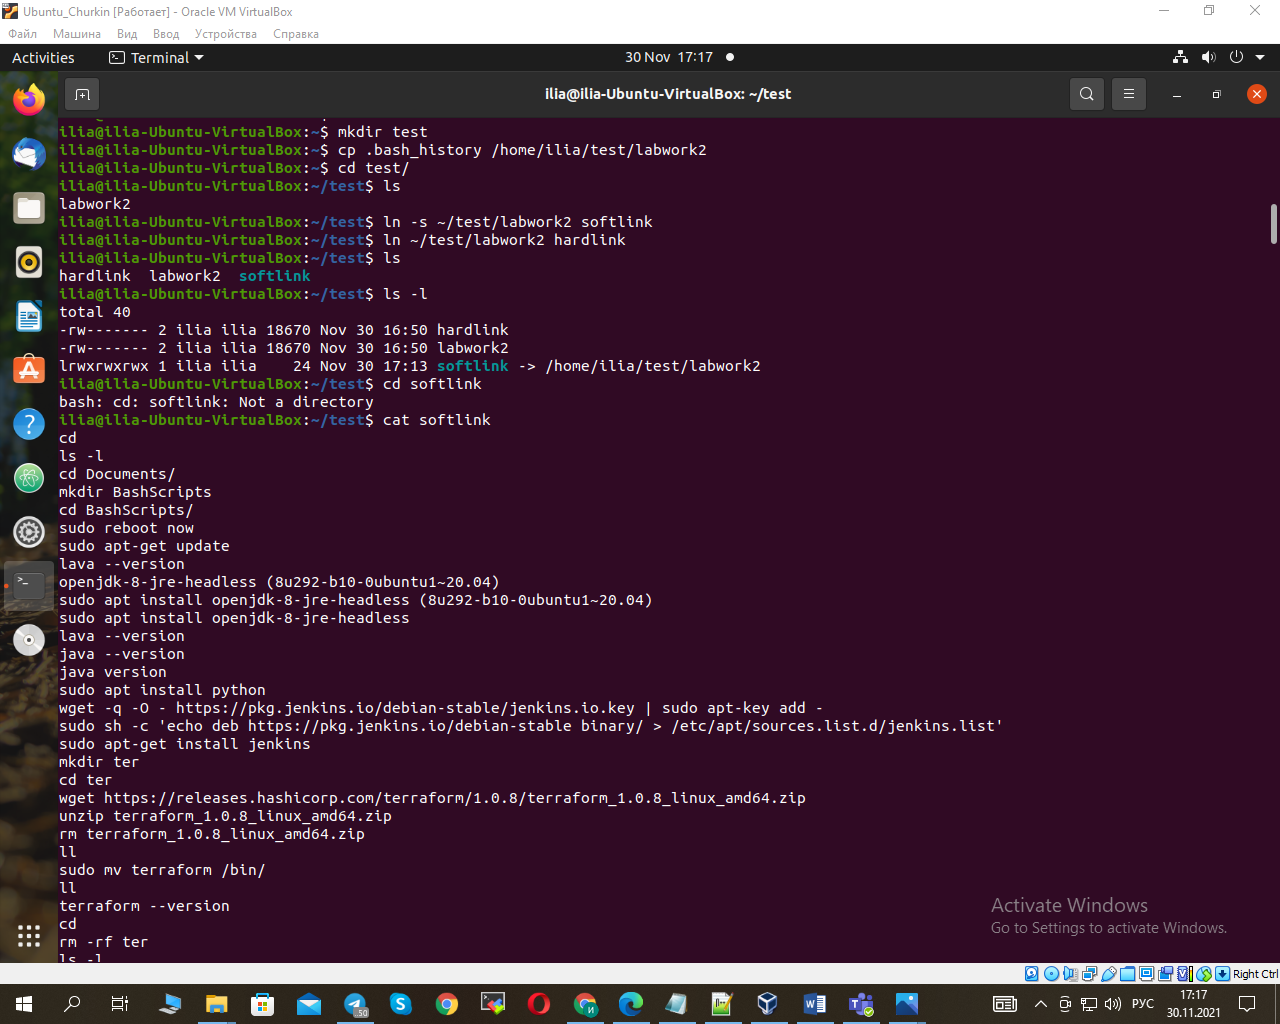 Ubuntu_Churkin [Работает] - Oracle VM VirtualBox
Файл Машина Вид Ввод Устройства Справка
Activities Terminal 30 Nov 17:17
ilia@ilia-Ubuntu-VirtualBox: ~/test
ilia@ilia-Ubuntu-VirtualBox:~$ mkdir test
ilia@ilia-Ubuntu-VirtualBox:~$ cp .bash_history /home/ilia/test/labwork2
ilia@ilia-Ubuntu-VirtualBox:~$ cd test/
ilia@ilia-Ubuntu-VirtualBox:~/test$ ls
labwork2
ilia@ilia-Ubuntu-VirtualBox:~/test$ ln -s ~/test/labwork2 softlink
ilia@ilia-Ubuntu-VirtualBox:~/test$ ln ~/test/labwork2 hardlink
ilia@ilia-Ubuntu-VirtualBox:~/test$ ls
hardlink  labwork2  softlink
ilia@ilia-Ubuntu-VirtualBox:~/test$ ls -l
total 40
-rw------- 2 ilia ilia 18670 Nov 30 16:50 hardlink
-rw------- 2 ilia ilia 18670 Nov 30 16:50 labwork2
lrwxrwxrwx 1 ilia ilia    24 Nov 30 17:13 softlink -> /home/ilia/test/labwork2
ilia@ilia-Ubuntu-VirtualBox:~/test$ cd softlink
bash: cd: softlink: Not a directory
ilia@ilia-Ubuntu-VirtualBox:~/test$ cat softlink
cd
ls -l
cd Documents/
mkdir BashScripts
cd BashScripts/
sudo reboot now
sudo apt-get update
lava --version
openjdk-8-jre-headless (8u292-b10-0ubuntu1~20.04)
sudo apt install openjdk-8-jre-headless (8u292-b10-0ubuntu1~20.04)
sudo apt install openjdk-8-jre-headless
lava --version
java --version
java version
sudo apt install python
wget -q -O - https://pkg.jenkins.io/debian-stable/jenkins.io.key | sudo apt-key add -
sudo sh -c 'echo deb https://pkg.jenkins.io/debian-stable binary/ > /etc/apt/sources.list.d/jenkins.list'
sudo apt-get install jenkins
mkdir ter
cd ter
wget https://releases.hashicorp.com/terraform/1.0.8/terraform_1.0.8_linux_amd64.zip
unzip terraform_1.0.8_linux_amd64.zip
rm terraform_1.0.8_linux_amd64.zip
ll
sudo mv terraform /bin/
ll
terraform --version
cd
rm -rf ter
ls -l
Activate Windows
Go to Settings to activate Windows.
Right Ctrl
.50
РУС
17:17
30.11.2021